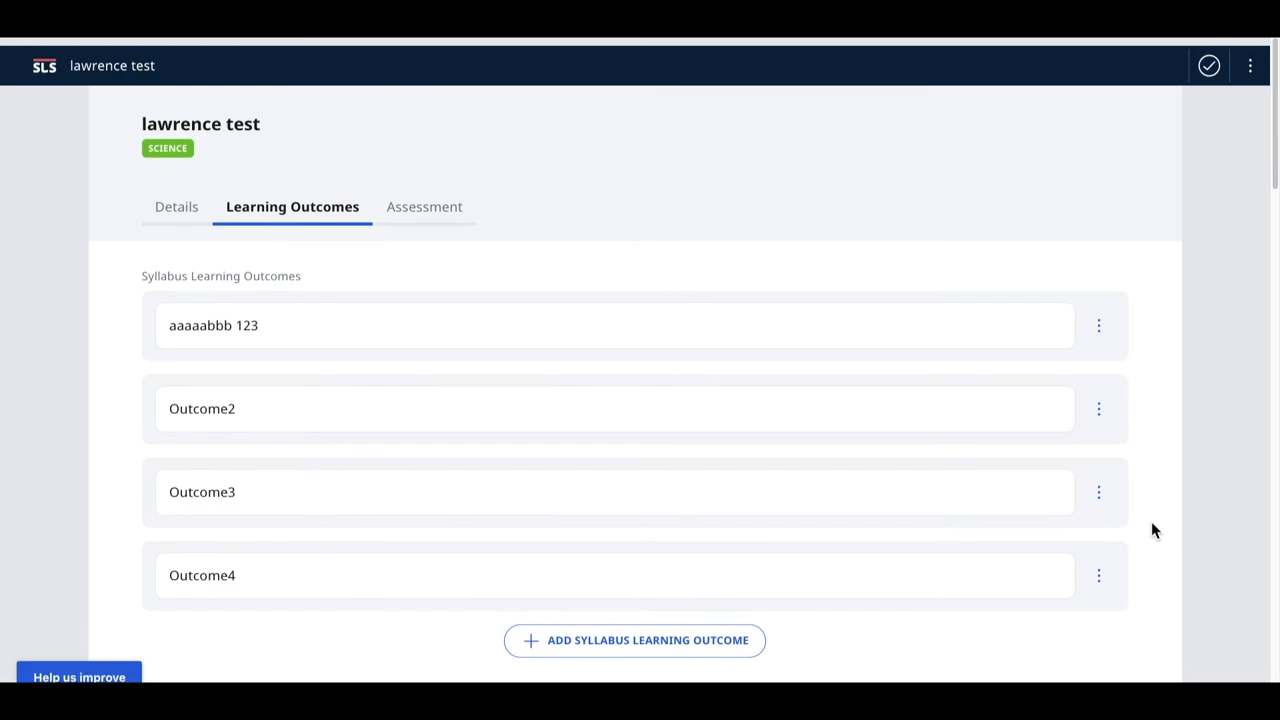 SLS lawrence test
lawrence test
SCIENCE
Details Learning Outcomes Assessment
Syllabus Learning Outcomes
aaaaabbb 123
Outcome2
Outcome3
Outcome4
ADD SYLLABUS LEARNING OUTCOME
Help us improve